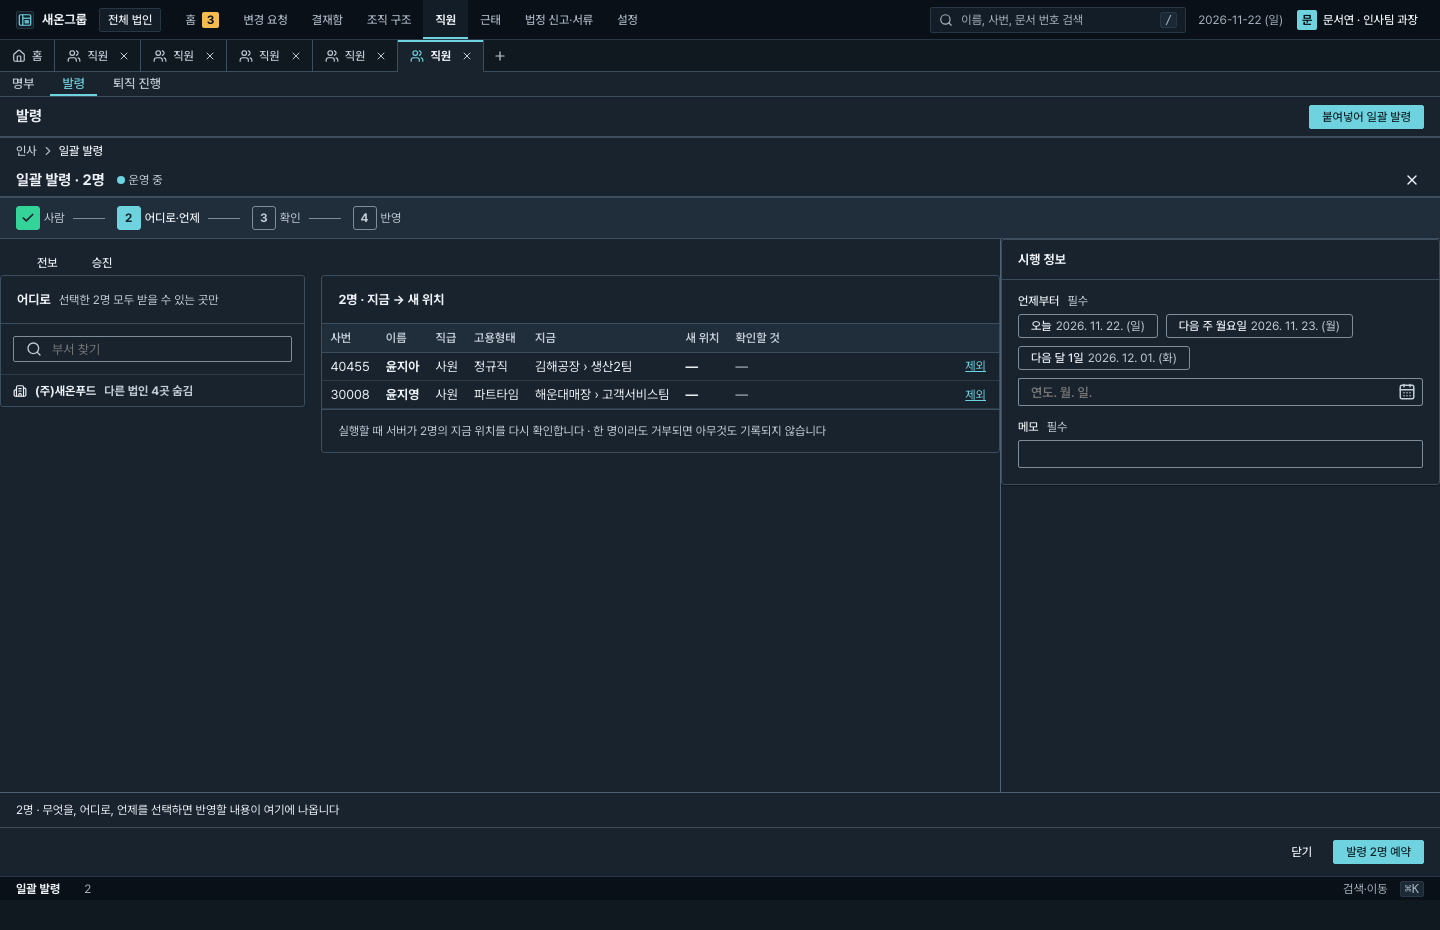 새온그룹 전체 법인 홈 3 변경 요청 결재함 조직 구조 직원 근태 법정 신고·서류 설정 이름, 사번, 문서 번호 검색 / 2026-11-22 (일) 문 문서연 · 인사팀 과장
홈 직원 직원 직원 직원 직원
명부 발령 퇴직 진행
발령 붙여넣어 일괄 발령
인사 일괄 발령
일괄 발령 · 2명 운영 중
사람 2 어디로·언제 3 확인 4 반영
전보 승진
어디로 선택한 2명 모두 받을 수 있는 곳만
부서 찾기
(주)새온푸드 다른 법인 4곳 숨김
2명 · 지금 → 새 위치
사번 이름 직급 고용형태 지금 새 위치 확인할 것
40455 윤지아 사원 정규직 김해공장 › 생산2팀 — — 제외
30008 윤지영 사원 파트타임 해운대매장 › 고객서비스팀 — — 제외
실행할 때 서버가 2명의 지금 위치를 다시 확인합니다 · 한 명이라도 거부되면 아무것도 기록되지 않습니다
시행 정보
언제부터 필수
오늘 2026. 11. 22. (일) 다음 주 월요일 2026. 11. 23. (월)
다음 달 1일 2026. 12. 01. (화)
연도. 월. 일.
메모 필수
2명 · 무엇을, 어디로, 언제를 선택하면 반영할 내용이 여기에 나옵니다
닫기 발령 2명 예약
일괄 발령 2 검색·이동 ⌘K